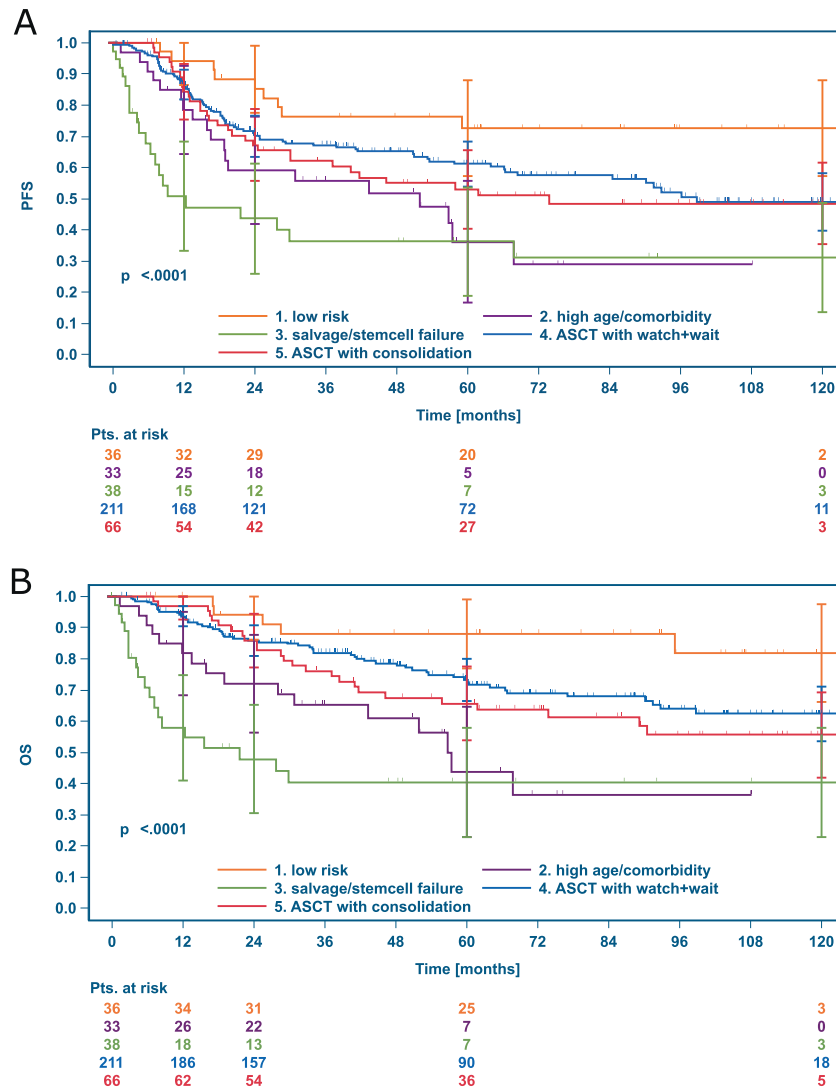 A
1.0
0.9
0.8
0.7
0.6
0.5
0.4
0.3
0.2
0.1
0.0
PFS
p <.0001
1. low risk 2. high age/comorbidity
3. salvage/stemcell failure 4. ASCT with watch+wait
5. ASCT with consolidation
0 12 24 36 48 60 72 84 96 108 120
Time [months]
Pts. at risk
36 32 29 20 2
33 25 18 5 0
38 15 12 7 3
211 168 121 72 11
66 54 42 27 3
B
1.0
0.9
0.8
0.7
0.6
0.5
0.4
0.3
0.2
0.1
0.0
OS
p <.0001
1. low risk 2. high age/comorbidity
3. salvage/stemcell failure 4. ASCT with watch+wait
5. ASCT with consolidation
0 12 24 36 48 60 72 84 96 108 120
Time [months]
Pts. at risk
36 34 31 25 3
33 26 22 7 0
38 18 13 7 3
211 186 157 90 18
66 62 54 36 5